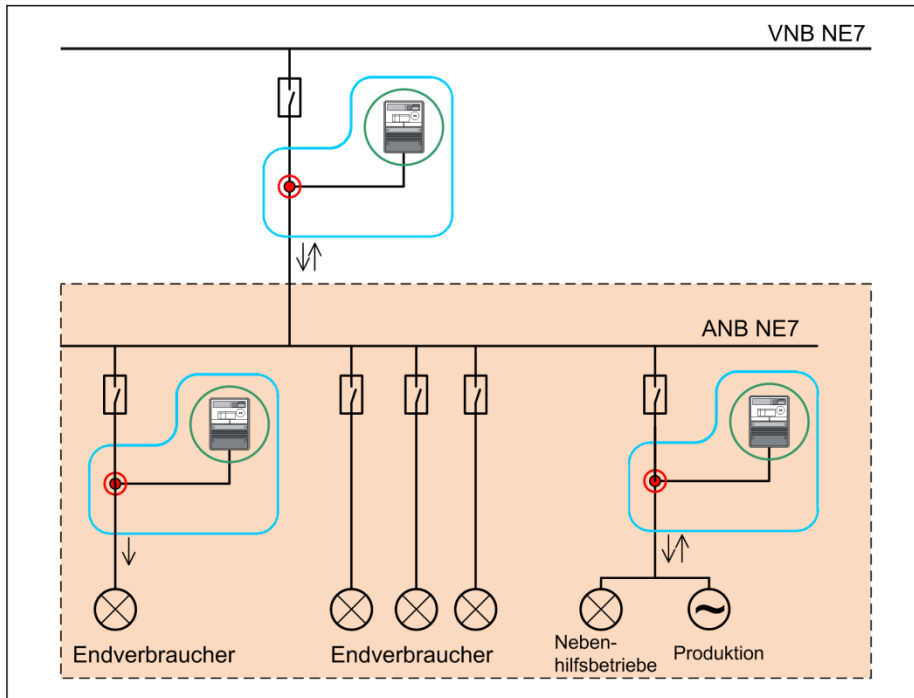 VNB NE7
ANB NE7
Endverbraucher
Endverbraucher
Neben-
hilfsbetriebe
Produktion